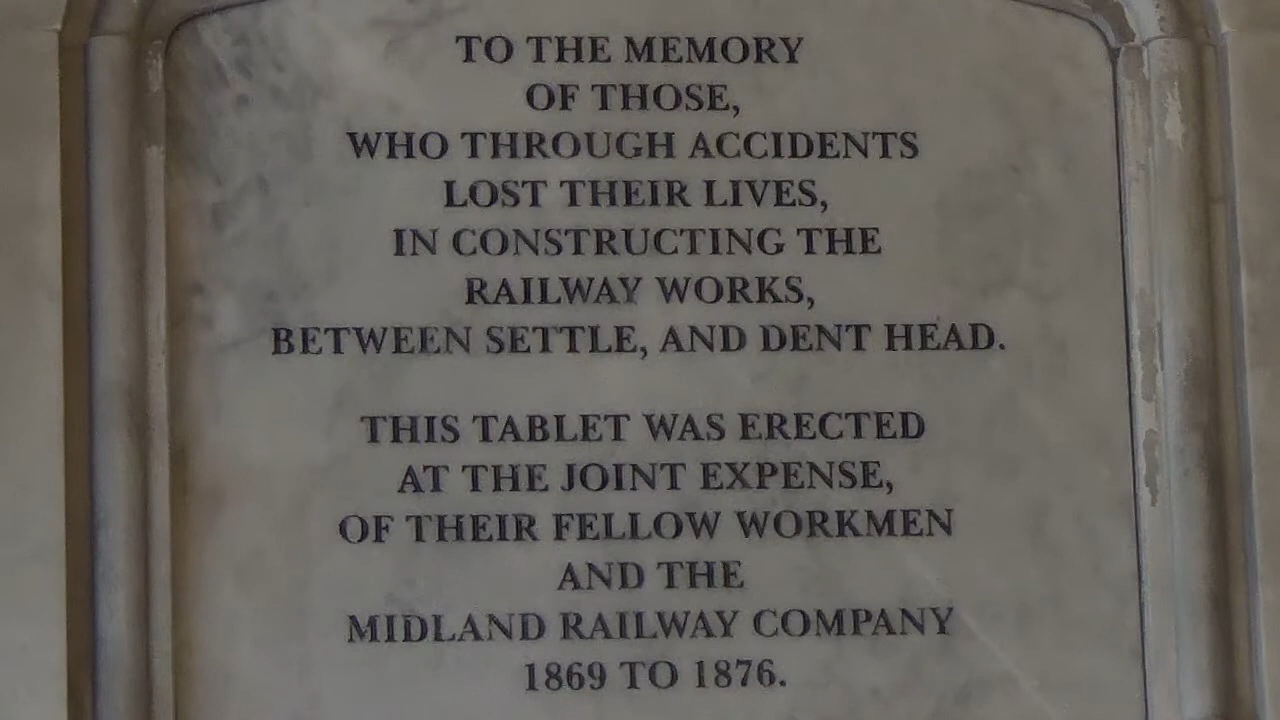 TO THE MEMORY
OF THOSE,
WHO THROUGH ACCIDENTS
LOST THEIR LIVES,
IN CONSTRUCTING THE
RAILWAY WORKS,
BETWEEN SETTLE, AND DENT HEAD.
THIS TABLET WAS ERECTED
AT THE JOINT EXPENSE,
OF THEIR FELLOW WORKMEN
AND THE
MIDLAND RAILWAY COMPANY
1869 TO 1876.